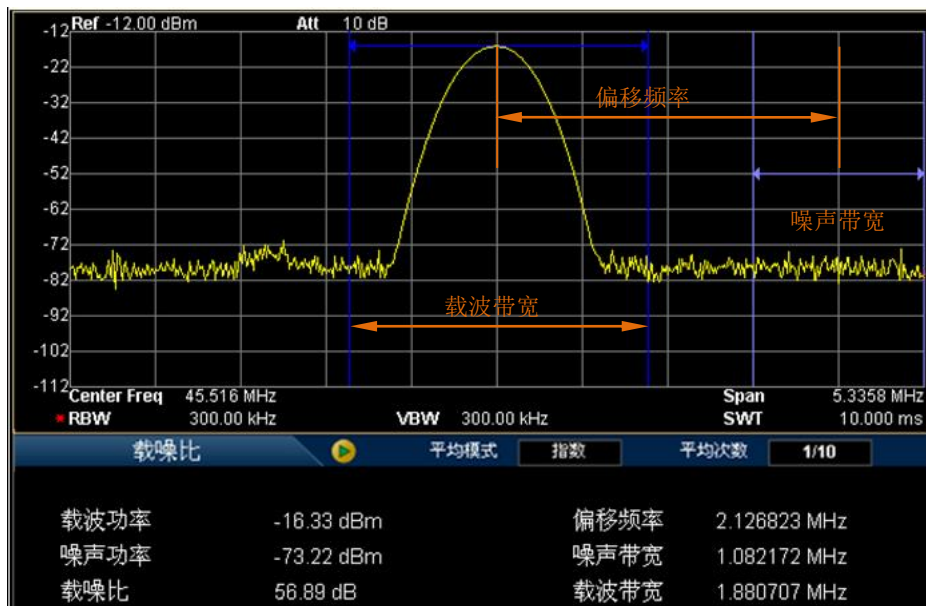 Ref -12.00 dBm Att 10 dB
-12
-22
-32
-42
-52
-62
-72
-82
-92
-102
-112
偏移频率
噪声带宽
载波带宽
Center Freq 45.516 MHz Span 5.3358 MHz
*RBW 300.00 kHz VBW 300.00 kHz SWT 10.000 ms
载噪比 平均模式 指数 平均次数 1/10
载波功率 -16.33 dBm 偏移频率 2.126823 MHz
噪声功率 -73.22 dBm 噪声带宽 1.082172 MHz
载噪比 56.89 dB 载波带宽 1.880707 MHz